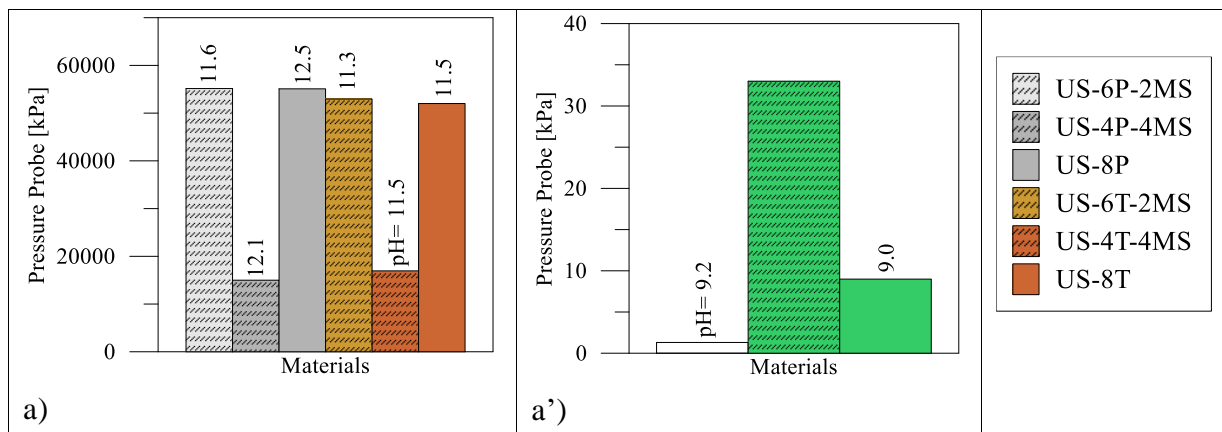 Pressure Probe [kPa]
60000
40000
20000
0
11.6
12.1
12.5
11.3
pH= 11.5
11.5
Materials
a)
Pressure Probe [kPa]
40
30
20
10
0
pH= 9.2
9.0
Materials
a’)
US-6P-2MS
US-4P-4MS
US-8P
US-6T-2MS
US-4T-4MS
US-8T